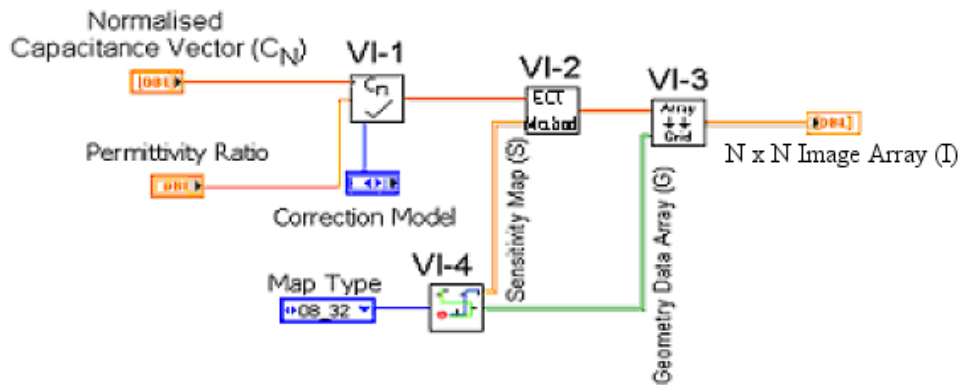 Normalised
Capacitance Vector (CN)
VI-1
VI-2
VI-3
[DBL]
Cn
ECT
Method
Array
Grid
[DBL]
N x N Image Array (I)
Permittivity Ratio
DBL
Correction Model
Sensitivity Map (S)
Geometry Data Array (G)
VI-4
Map Type
08_32